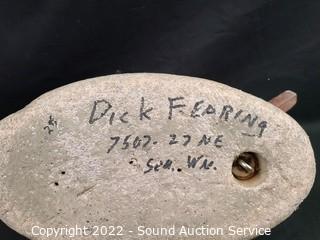 DICK FEARING
7507-27 NE
SEA. WN.
Copyright 2022 - Sound Auction Service